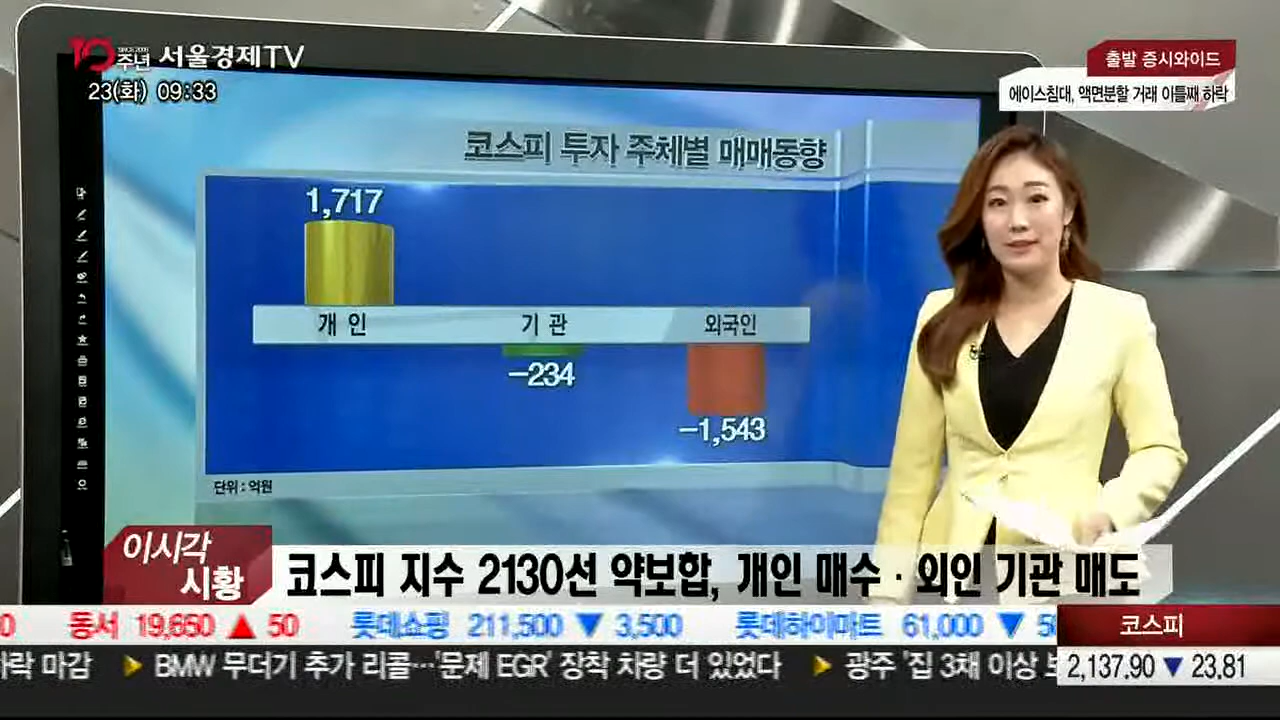 10주년 서울경제TV
SINCE 2008
23(화) 09:33
출발 증시와이드
에이스침대, 액면분할 거래 이틀째 하락
코스피 투자 주체별 매매동향
1,717
개 인 기 관 외국인
-234
-1,543
단위 : 억원
이시각
시황
코스피 지수 2130선 약보합, 개인 매수·외인 기관 매도
0 동서 19,650 ▲ 50 롯데쇼핑 211,500 ▼ 3,500 롯데하이마트 61,000 ▼
코스피
하락 마감 ▶ BMW 무더기 추가 리콜…'문제 EGR' 장착 차량 더 있었다 ▶ 광주 '집 3채 이상
2,137.90 ▼ 23.81